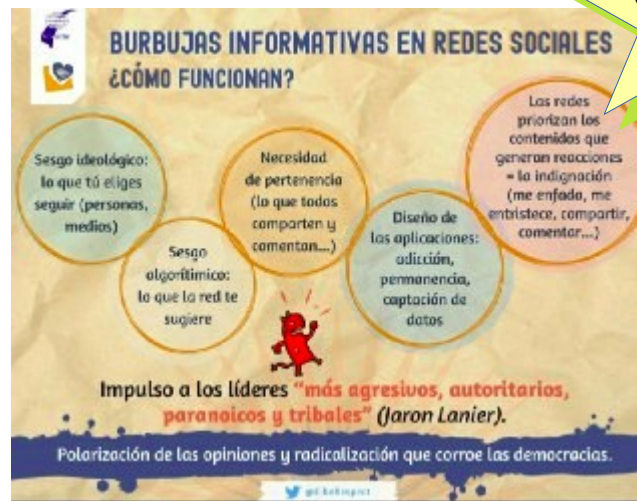 BURBUJAS INFORMATIVAS EN REDES SOCIALES
¿CÓMO FUNCIONAN?
Sesgo ideológico:
lo que tú eliges
seguir (personas,
medios)
Sesgo
algorítimico:
lo que la red te
sugiere
Necesidad
de pertenencia
(lo que todos
comparten y
comentan...)
Diseño de
las aplicaciones:
adicción,
permanencia,
captación de
datos
Las redes
priorizan los
contenidos que
generan reacciones
= la indignación
(me enfada, me
entristece, compartir,
comentar...)
Impulso a los líderes "más agresivos, autoritarios,
paranoicos y tribales" (Jaron Lanier).
Polarización de las opiniones y radicalización que corroe las democracias.